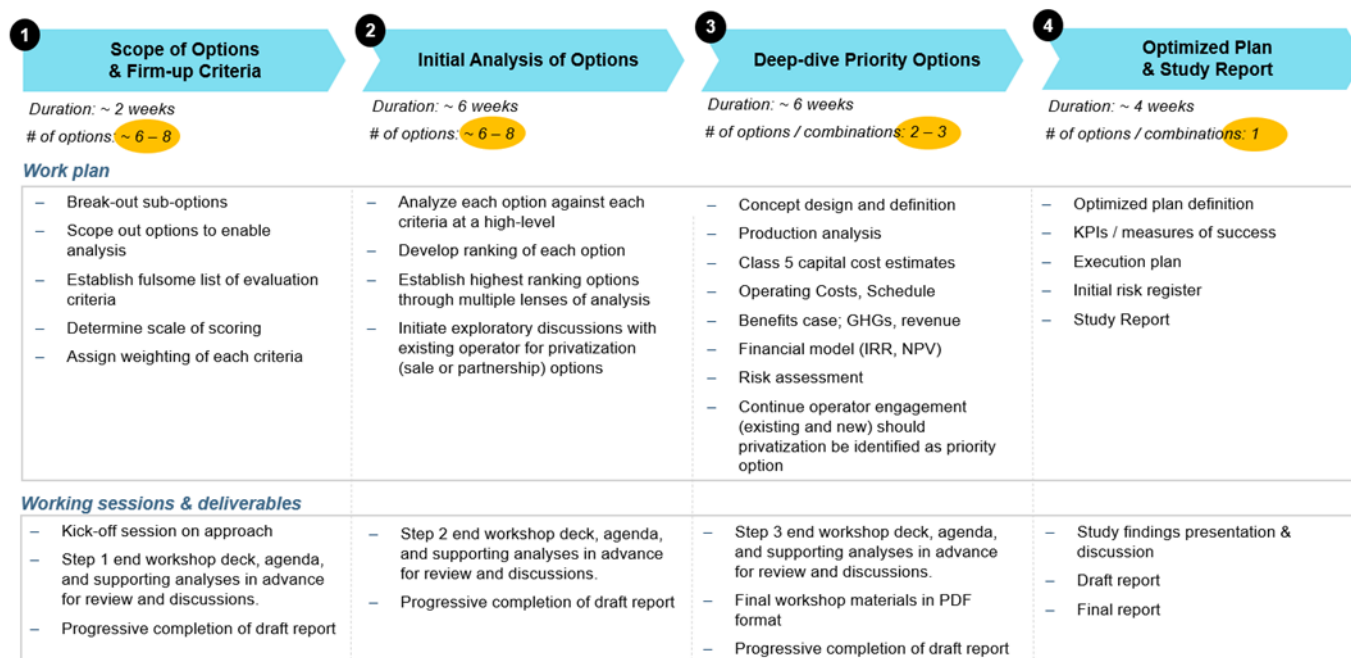 1
Scope of Options
& Firm-up Criteria
Duration: ~ 2 weeks
# of options: ~ 6 – 8
2
Initial Analysis of Options
Duration: ~ 6 weeks
# of options: ~ 6 – 8
3
Deep-dive Priority Options
Duration: ~ 6 weeks
# of options / combinations: 2 – 3
4
Optimized Plan
& Study Report
Duration: ~ 4 weeks
# of options / combinations: 1
Work plan
– Break-out sub-options
– Scope out options to enable
analysis
– Establish fulsome list of evaluation
criteria
– Determine scale of scoring
– Assign weighting of each criteria
– Analyze each option against each
criteria at a high-level
– Develop ranking of each option
– Establish highest ranking options
through multiple lenses of analysis
– Initiate exploratory discussions with
existing operator for privatization
(sale or partnership) options
– Concept design and definition
– Production analysis
– Class 5 capital cost estimates
– Operating Costs, Schedule
– Benefits case; GHGs, revenue
– Financial model (IRR, NPV)
– Risk assessment
– Continue operator engagement
(existing and new) should
privatization be identified as priority
option
– Optimized plan definition
– KPIs / measures of success
– Execution plan
– Initial risk register
– Study Report
Working sessions & deliverables
– Kick-off session on approach
– Step 1 end workshop deck, agenda,
and supporting analyses in advance
for review and discussions.
– Progressive completion of draft report
– Step 2 end workshop deck, agenda,
and supporting analyses in advance
for review and discussions.
– Progressive completion of draft report
– Step 3 end workshop deck, agenda,
and supporting analyses in advance
for review and discussions.
– Final workshop materials in PDF
format
– Progressive completion of draft report
– Study findings presentation &
discussion
– Draft report
– Final report